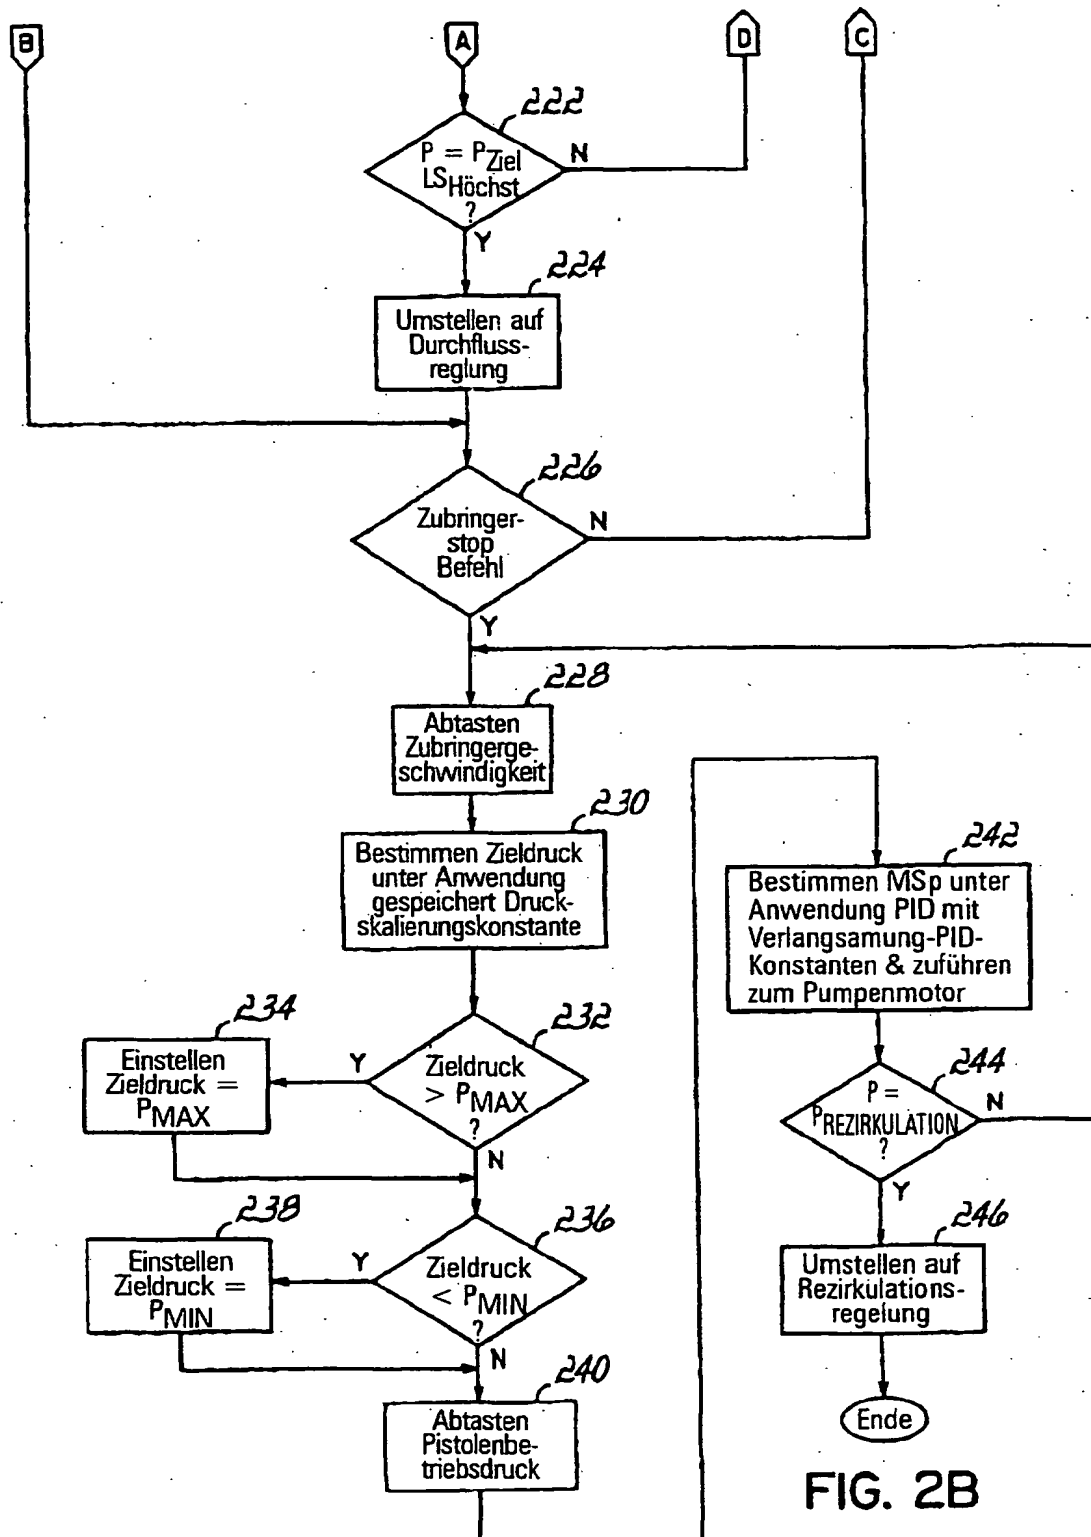 B
A
D
C
222
P = PZiel
LSHöchst
?
N
Y
224
Umstellen auf
Durchfluss-
reglung
226
Zubringer-
stop
Befehl
N
Y
228
Abtasten
Zubringerge-
schwindigkeit
230
Bestimmen Zieldruck
unter Anwendung
gespeichert Druck-
skalierungskonstante
232
Zieldruck
> PMAX
?
Y
N
234
Einstellen
Zieldruck =
PMAX
236
Zieldruck
< PMIN
?
Y
N
238
Einstellen
Zieldruck =
PMIN
240
Abtasten
Pistolenbe-
triebsdruck
242
Bestimmen MSp unter
Anwendung PID mit
Verlangsamung-PID-
Konstanten & zuführen
zum Pumpenmotor
244
P =
PREZIRKULATION
?
N
Y
246
Umstellen auf
Rezirkulations-
regelung
Ende
FIG. 2B